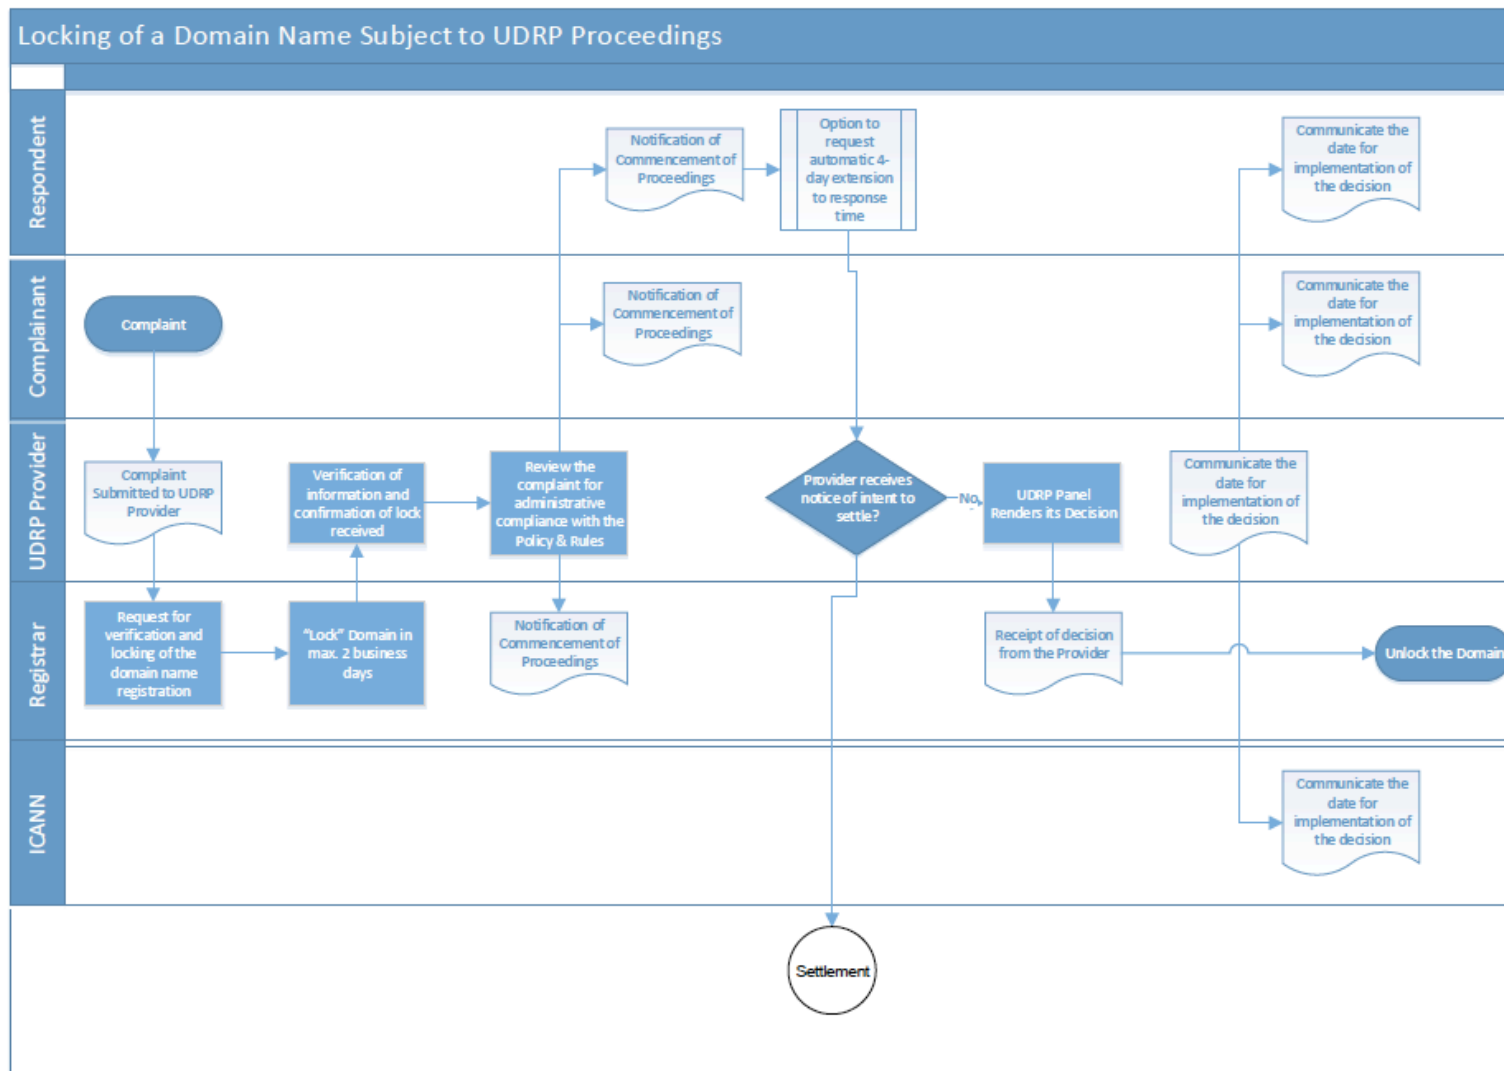 Locking of a Domain Name Subject to UDRP Proceedings
Respondent
Notification of
Commencement of
Proceedings
Option to
request
automatic 4-
day extension
to response
time
Communicate the
date for
implementation of
the decision
Complainant
Complaint
Notification of
Commencement of
Proceedings
Communicate the
date for
implementation of
the decision
UDRP Provider
Complaint
Submitted to UDRP
Provider
Verification of
information and
confirmation of lock
received
Review the
complaint for
administrative
compliance with the
Policy & Rules
Provider receives
notice of intent to
settle?
No
UDRP Panel
Renders its Decision
Communicate the
date for
implementation of
the decision
Registrar
Request for
verification and
locking of the
domain name
registration
"Lock" Domain in
max. 2 business
days
Notification of
Commencement of
Proceedings
Receipt of decision
from the Provider
Unlock the Domain
ICANN
Communicate the
date for
implementation of
the decision
Settlement